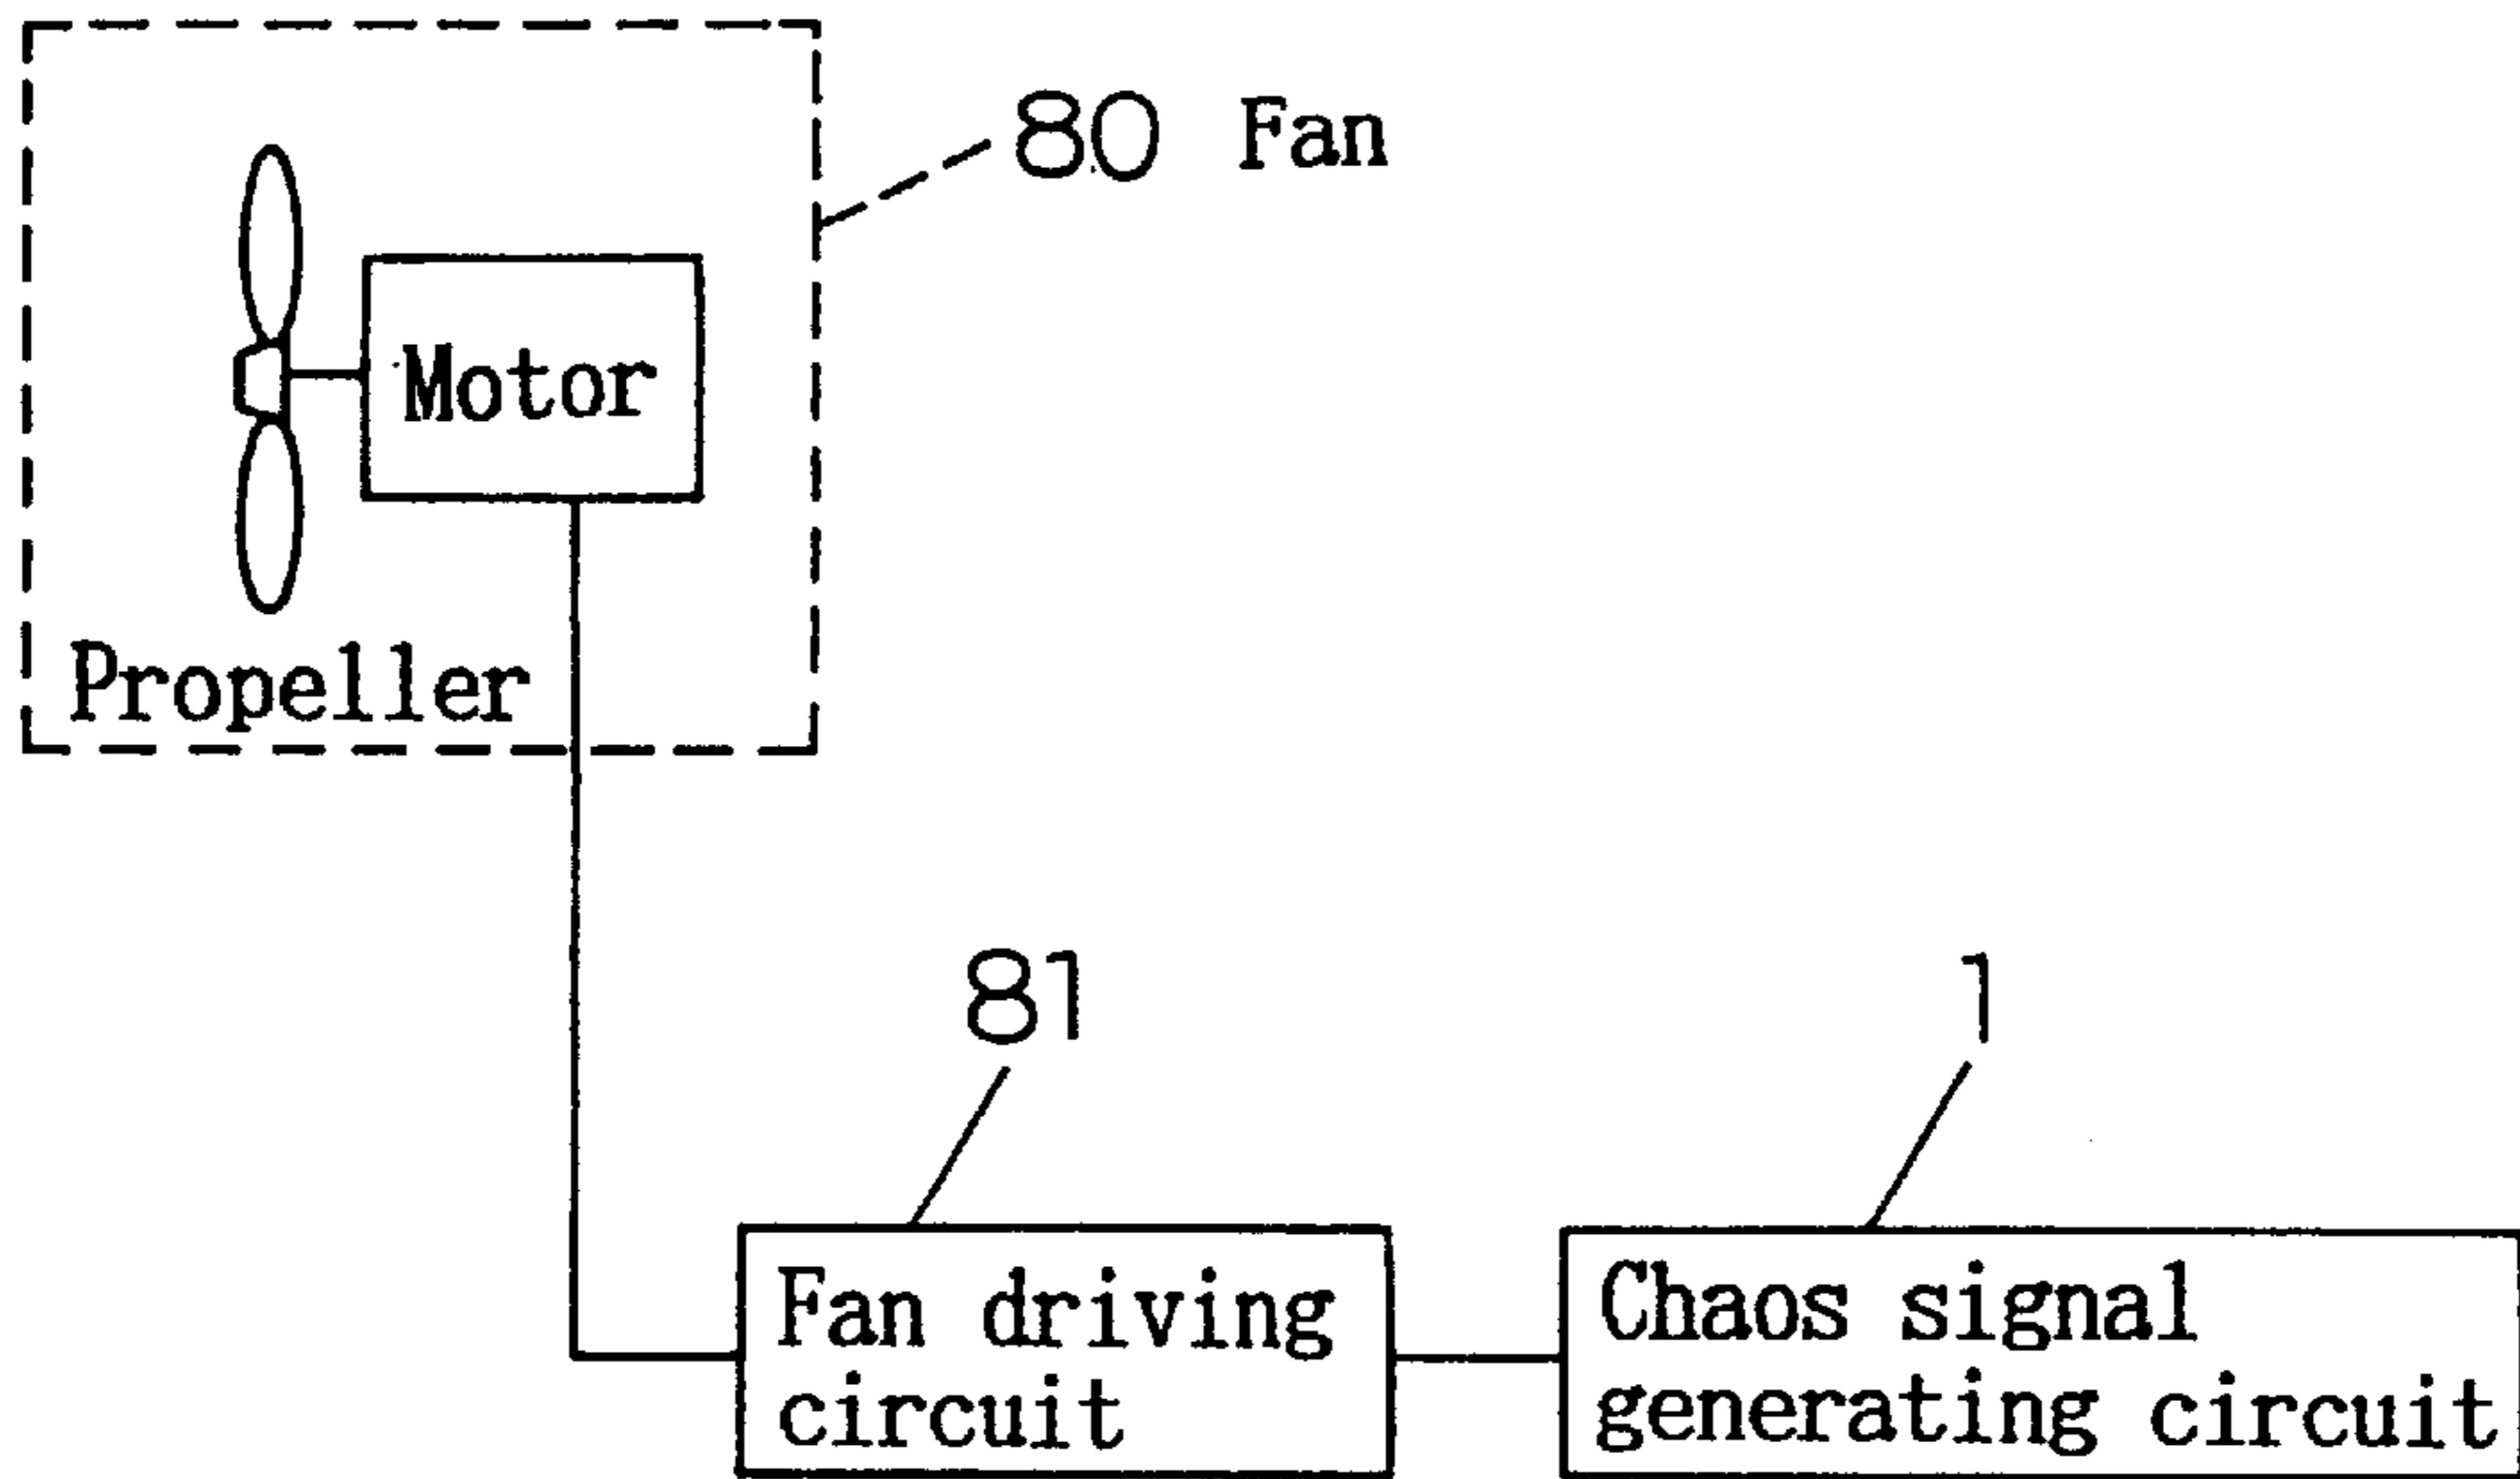 80 Fan
Motor
Propeller
81
1
Fan driving
circuit
Chaos signal
generating circuit